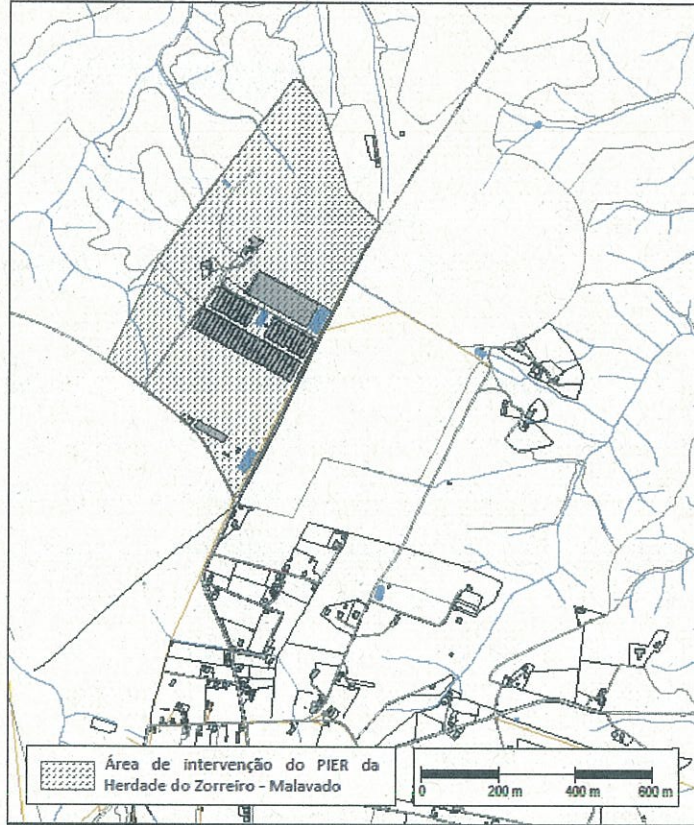 Área de intervenção do PIER da
Herdade do Zorreiro - Malavado
0 200 m 400 m 600 m